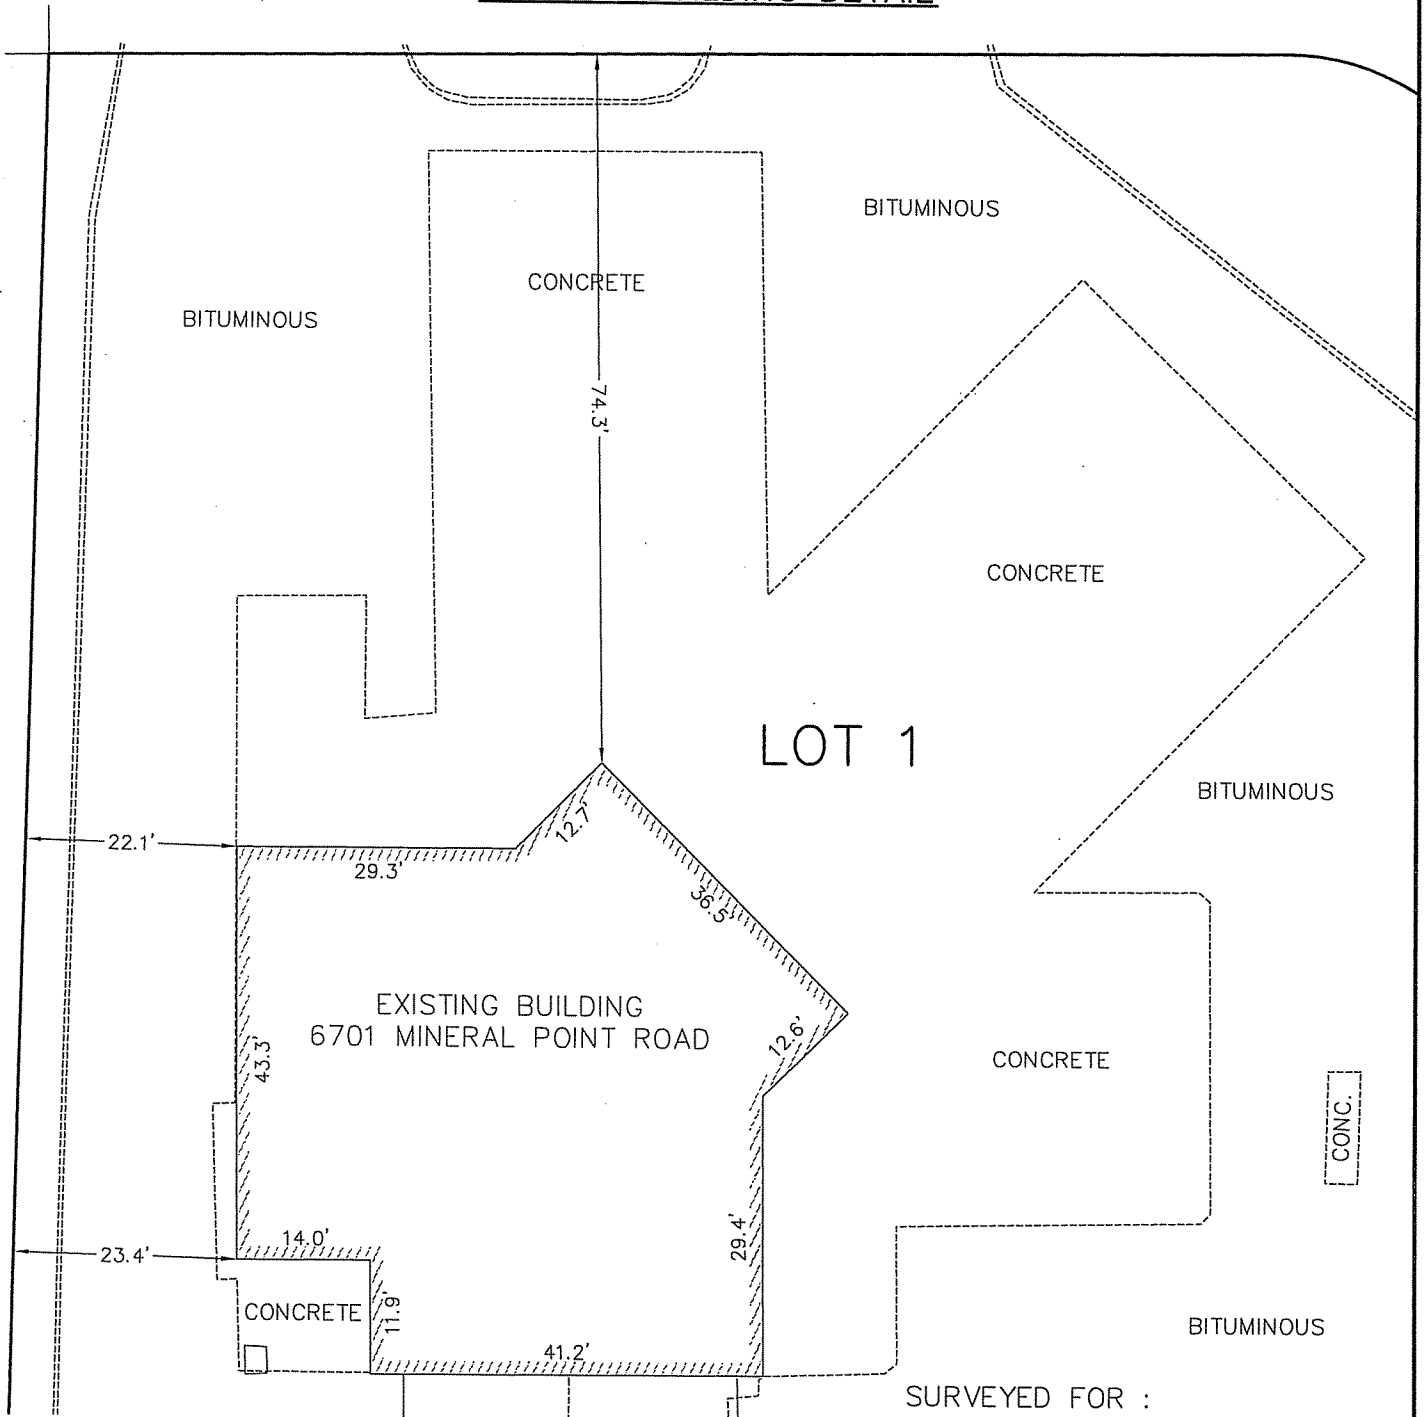 DETAIL
BITUMINOUS
CONCRETE
BITUMINOUS
74.3'
CONCRETE
LOT 1
BITUMINOUS
22.1'
12.7'
29.3'
36.5'
EXISTING BUILDING
6701 MINERAL POINT ROAD
12.6'
43.3'
CONCRETE
CONC.
29.4'
14.0'
23.4'
11.9'
CONCRETE
BITUMINOUS
41.2'
SURVEYED FOR :